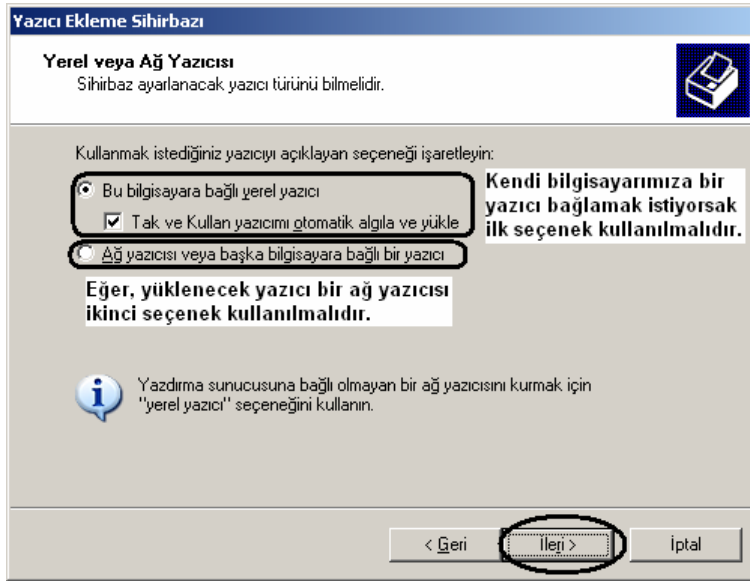 Yazıcı Ekleme Sihirbazı
Yerel veya Ağ Yazıcısı
Sihirbaz ayarlanacak yazıcı türünü bilmelidir.
Kullanmak istediğiniz yazıcıyı açıklayan seçeneği işaretleyin:
Bu bilgisayara bağlı yerel yazıcı
Tak ve Kullan yazıcımı otomatik algıla ve yükle
Ağ yazıcısı veya başka bilgisayara bağlı bir yazıcı
Kendi bilgisayarımıza bir
yazıcı bağlamak istiyorsak
ilk seçenek kullanılmalıdır.
Eğer, yüklenecek yazıcı bir ağ yazıcısı
ikinci seçenek kullanılmalıdır.
Yazdırma sunucusuna bağlı olmayan bir ağ yazıcısını kurmak için
"yerel yazıcı" seçeneğini kullanın.
< Geri
İleri >
İptal